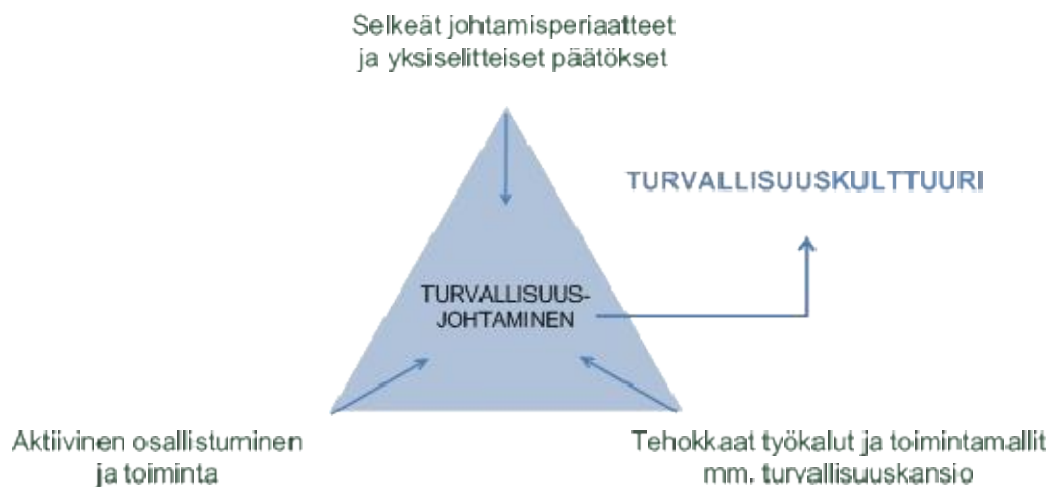 Selkeät johtamisperiaatteet
ja yksiselitteiset päätökset
TURVALLISUUSKULTTUURI
TURVALLISUUS-
JOHTAMINEN
Aktiivinen osallistuminen
ja toiminta
Tehokkaat työkalut ja toimintamallit
mm. turvallisuuskansio